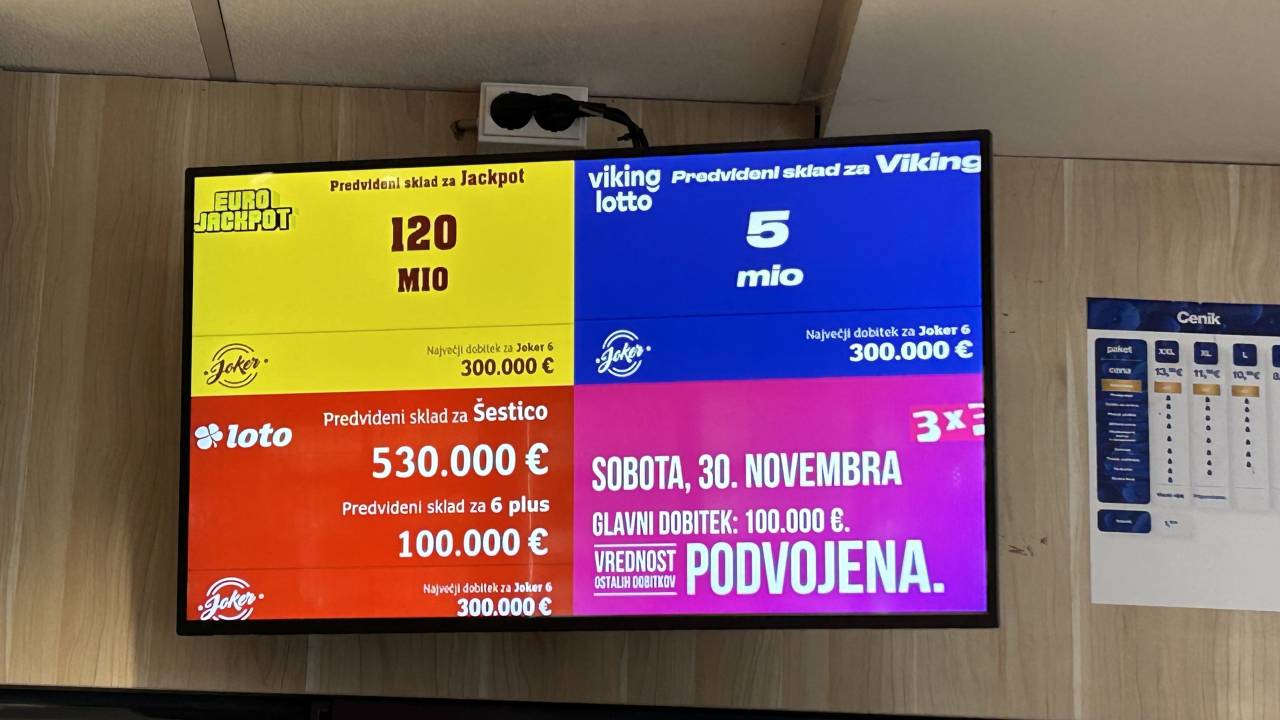 EURO
JACKPOT
Predvideni sklad za Jackpot
120
MIO
Joker
Največji dobitek za Joker 6
300.000 €
viking
lotto
Predvideni sklad za Viking
5
mio
Joker
Največji dobitek za Joker 6
300.000 €
loto
Predvideni sklad za Šestico
530.000 €
Predvideni sklad za 6 plus
100.000 €
Joker
Največji dobitek za Joker 6
300.000 €
3x3
SOBOTA, 30. NOVEMBRA
GLAVNI DOBITEK: 100.000 €.
VREDNOST
OSTALIH DOBITKOV
PODVOJENA.
Cenik
paket XXL XL L
cena